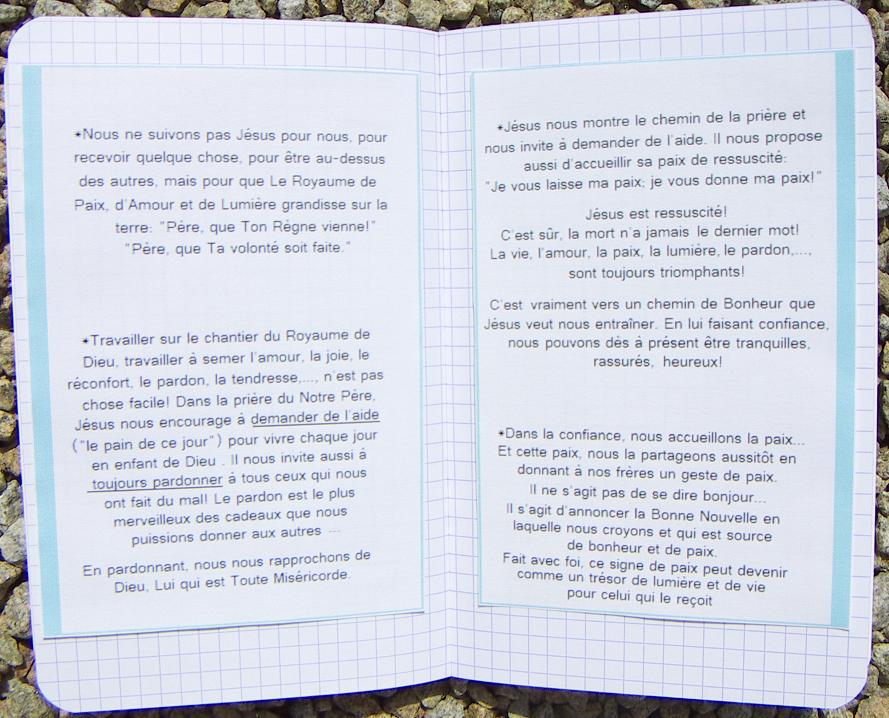 *Nous ne suivons pas Jésus pour nous, pour
recevoir quelque chose, pour être au-dessus
des autres, mais pour que Le Royaume de
Paix, d'Amour et de Lumière grandisse sur la
terre: "Père, que Ton Règne vienne!"
"Père, que Ta volonté soit faite."
*Travailler sur le chantier du Royaume de
Dieu, travailler à semer l'amour, la joie, le
réconfort, le pardon, la tendresse,..., n'est pas
chose facile! Dans la prière du Notre Père,
Jésus nous encourage à demander de l'aide
("le pain de ce jour") pour vivre chaque jour
en enfant de Dieu . Il nous invite aussi à
toujours pardonner à tous ceux qui nous
ont fait du mal! Le pardon est le plus
merveilleux des cadeaux que nous
puissions donner aux autres ...
En pardonnant, nous nous rapprochons de
Dieu, Lui qui est Toute Miséricorde.
*Jésus nous montre le chemin de la prière et
nous invite à demander de l'aide. Il nous propose
aussi d'accueillir sa paix de ressuscité:
"Je vous laisse ma paix; je vous donne ma paix!"
Jésus est ressuscité!
C'est sûr, la mort n'a jamais le dernier mot!
La vie, l'amour, la paix, la lumière, le pardon,...,
sont toujours triomphants!
C'est vraiment vers un chemin de Bonheur que
Jésus veut nous entraîner. En lui faisant confiance,
nous pouvons dès à présent être tranquilles,
rassurés, heureux!
*Dans la confiance, nous accueillons la paix...
Et cette paix, nous la partageons aussitôt en
donnant à nos frères un geste de paix.
Il ne s'agit pas de se dire bonjour...
Il s'agit d'annoncer la Bonne Nouvelle en
laquelle nous croyons et qui est source
de bonheur et de paix.
Fait avec foi, ce signe de paix peut devenir
comme un trésor de lumière et de vie
pour celui qui le reçoit